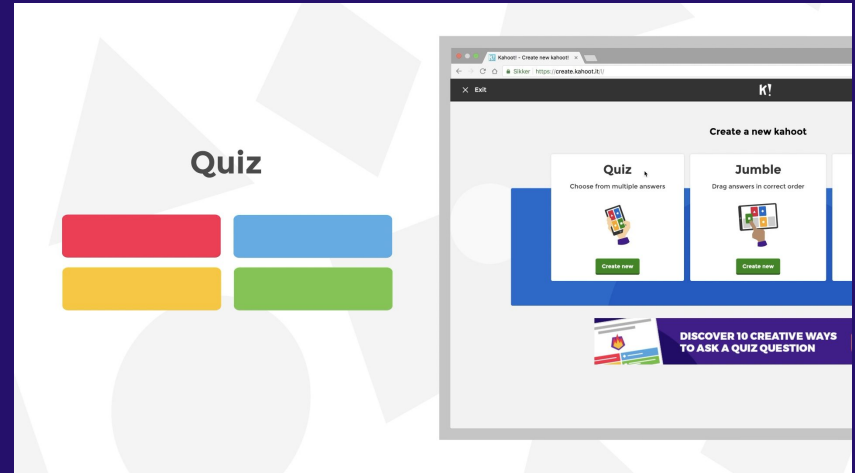 Quiz
Kahoot! - Create new kahoot!
Sikker https://create.kahoot.it/l/
Exit
K!
Create a new kahoot
Quiz
Choose from multiple answers
Create new
Jumble
Drag answers in correct order
Create new
DISCOVER 10 CREATIVE WAYS
TO ASK A QUIZ QUESTION